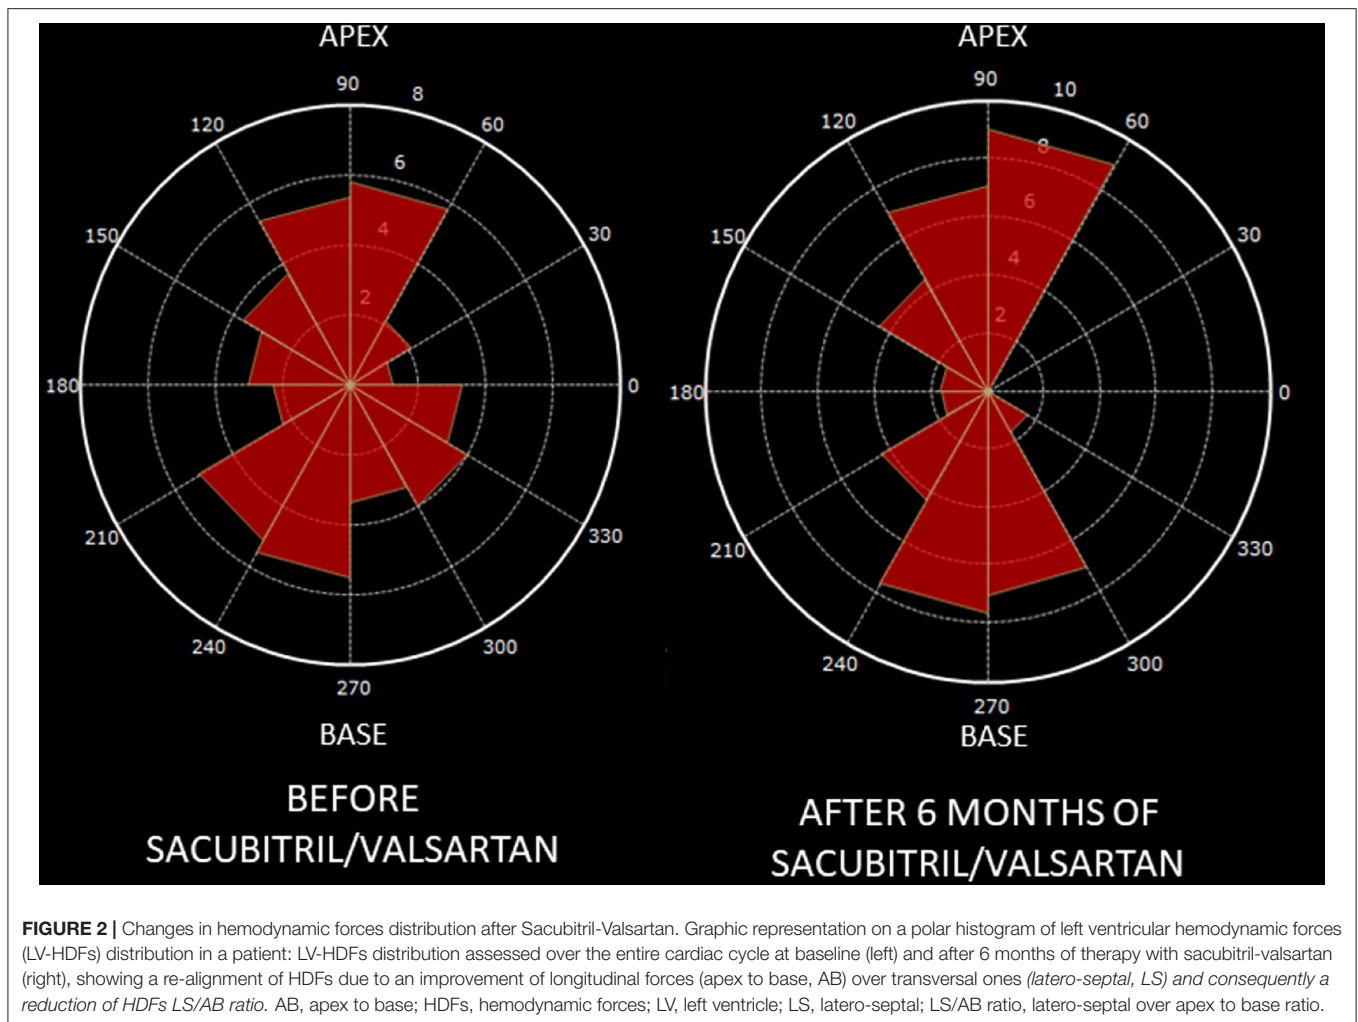 APEX
90
8
120
60
6
4
150
30
2
180
0
210
330
240
300
270
BASE
BEFORE
SACUBITRIL/VALSARTAN
APEX
90
10
120
60
8
6
150
30
4
2
180
0
210
330
240
300
270
BASE
AFTER 6 MONTHS OF
SACUBITRIL/VALSARTAN
FIGURE 2 | Changes in hemodynamic forces distribution after Sacubitril-Valsartan. Graphic representation on a polar histogram of left ventricular hemodynamic forces
(LV-HDFs) distribution in a patient: LV-HDFs distribution assessed over the entire cardiac cycle at baseline (left) and after 6 months of therapy with sacubitril-valsartan
(right), showing a re-alignment of HDFs due to an improvement of longitudinal forces (apex to base, AB) over transversal ones (latero-septal, LS) and consequently a
reduction of HDFs LS/AB ratio. AB, apex to base; HDFs, hemodynamic forces; LV, left ventricle; LS, latero-septal; LS/AB ratio, latero-septal over apex to base ratio.